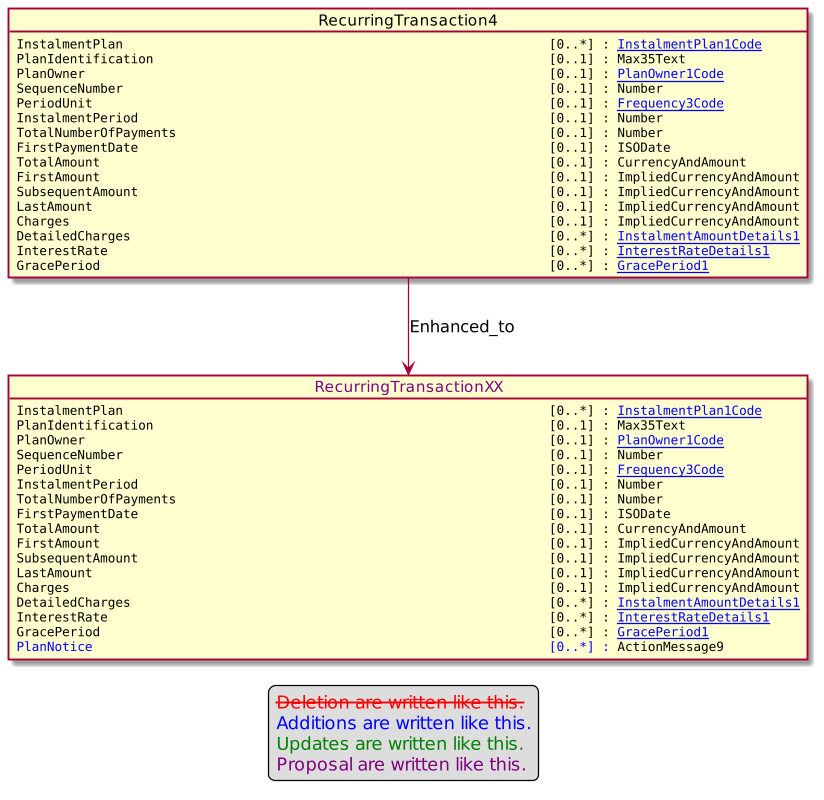 RecurringTransaction4
InstalmentPlan [0..*] : InstalmentPlan1Code
PlanIdentification [0..1] : Max35Text
PlanOwner [0..1] : PlanOwner1Code
SequenceNumber [0..1] : Number
PeriodUnit [0..1] : Frequency3Code
InstalmentPeriod [0..1] : Number
TotalNumberOfPayments [0..1] : Number
FirstPaymentDate [0..1] : ISODate
TotalAmount [0..1] : CurrencyAndAmount
FirstAmount [0..1] : ImpliedCurrencyAndAmount
SubsequentAmount [0..1] : ImpliedCurrencyAndAmount
LastAmount [0..1] : ImpliedCurrencyAndAmount
Charges [0..1] : ImpliedCurrencyAndAmount
DetailedCharges [0..*] : InstalmentAmountDetails1
InterestRate [0..*] : InterestRateDetails1
GracePeriod [0..*] : GracePeriod1
Enhanced_to
RecurringTransactionXX
InstalmentPlan [0..*] : InstalmentPlan1Code
PlanIdentification [0..1] : Max35Text
PlanOwner [0..1] : PlanOwner1Code
SequenceNumber [0..1] : Number
PeriodUnit [0..1] : Frequency3Code
InstalmentPeriod [0..1] : Number
TotalNumberOfPayments [0..1] : Number
FirstPaymentDate [0..1] : ISODate
TotalAmount [0..1] : CurrencyAndAmount
FirstAmount [0..1] : ImpliedCurrencyAndAmount
SubsequentAmount [0..1] : ImpliedCurrencyAndAmount
LastAmount [0..1] : ImpliedCurrencyAndAmount
Charges [0..1] : ImpliedCurrencyAndAmount
DetailedCharges [0..*] : InstalmentAmountDetails1
InterestRate [0..*] : InterestRateDetails1
GracePeriod [0..*] : GracePeriod1
PlanNotice [0..*] : ActionMessage9
Deletion are written like this.
Additions are written like this.
Updates are written like this.
Proposal are written like this.